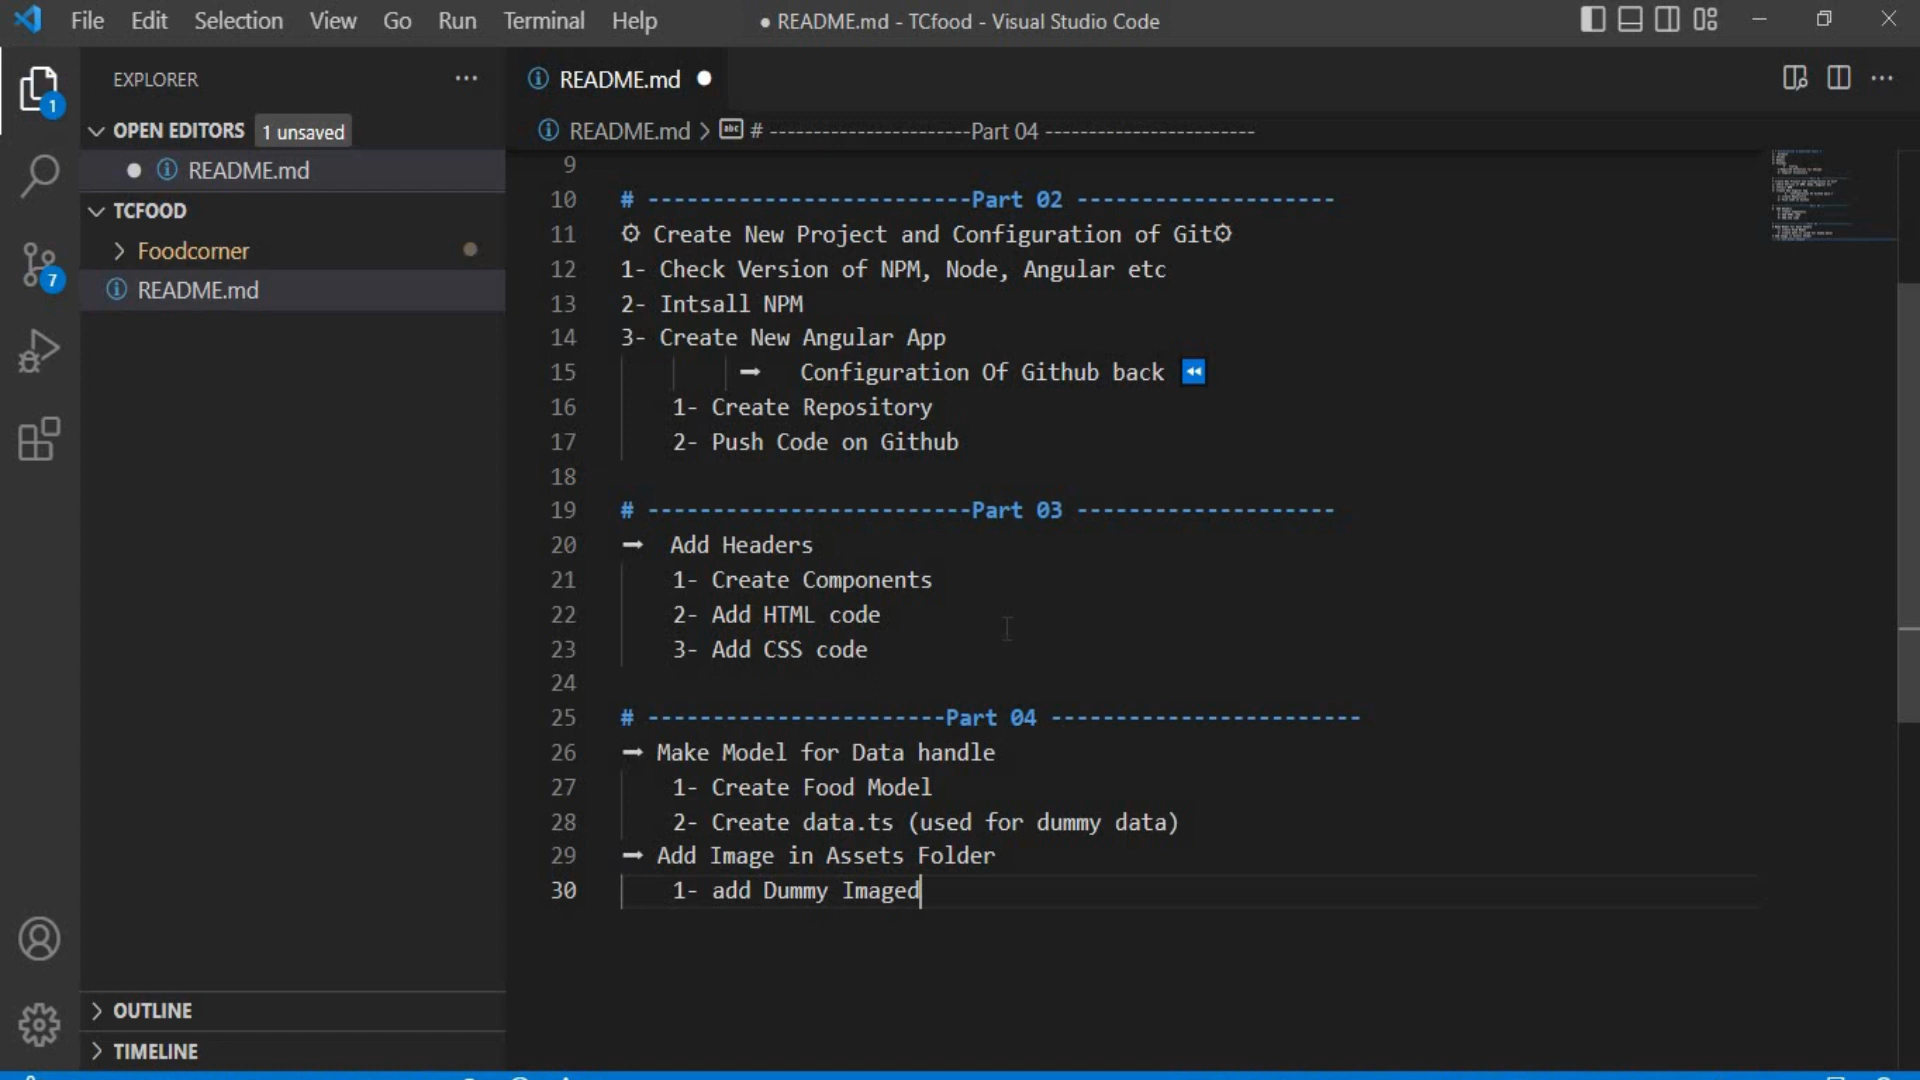 File Edit Selection View Go Run Terminal Help ● README.md - TCfood - Visual Studio Code
EXPLORER ···
README.md ●
OPEN EDITORS 1 unsaved
README.md > # -----------------------Part 04 ------------------------
● README.md
TCFOOD
Foodcorner
README.md
1
7
9
10 # -------------------------Part 02 --------------------
11 ⚙ Create New Project and Configuration of Git⚙
12 1- Check Version of NPM, Node, Angular etc
13 2- Intsall NPM
14 3- Create New Angular App
15 ➡ Configuration Of Github back ⏪
16 1- Create Repository
17 2- Push Code on Github
18
19 # -------------------------Part 03 --------------------
20 ➡ Add Headers
21 1- Create Components
22 2- Add HTML code
23 3- Add CSS code
24
25 # -----------------------Part 04 ------------------------
26 ➡ Make Model for Data handle
27 1- Create Food Model
28 2- Create data.ts (used for dummy data)
29 ➡ Add Image in Assets Folder
30 1- add Dummy Imaged
OUTLINE
TIMELINE